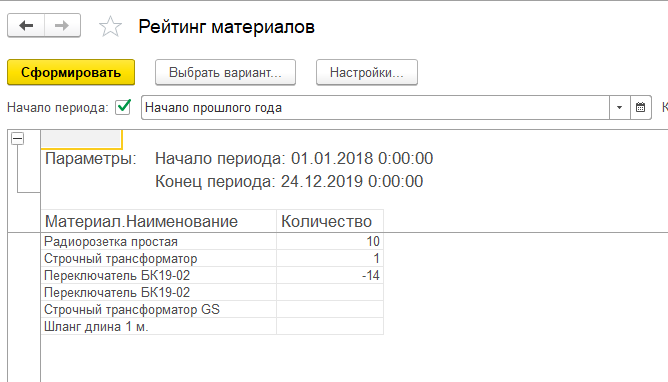 Рейтинг материалов
Сформировать Выбрать вариант... Настройки...
Начало периода: Начало прошлого года К
Параметры: Начало периода: 01.01.2018 0:00:00
Конец периода: 24.12.2019 0:00:00
Материал.Наименование Количество
Радиорозетка простая 10
Строчный трансформатор 1
Переключатель БК19-02 -14
Переключатель БК19-02
Строчный трансформатор GS
Шланг длина 1 м.